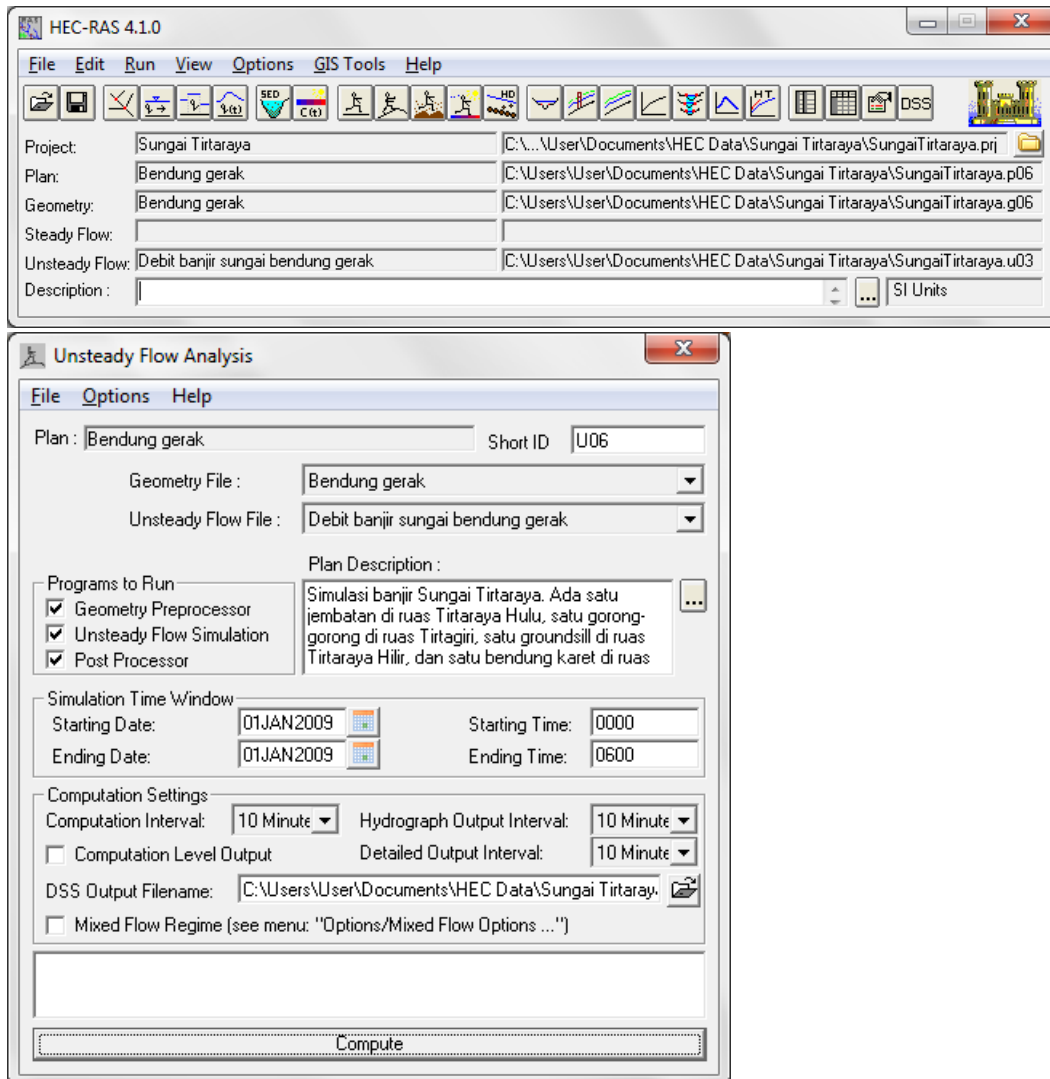 HEC-RAS 4.1.0
File Edit Run View Options GIS Tools Help
SED C(t) HD HT DSS
Project: Sungai Tirtaraya C:\...\User\Documents\HEC Data\Sungai Tirtaraya\SungaiTirtaraya.prj
Plan: Bendung gerak C:\Users\User\Documents\HEC Data\Sungai Tirtaraya\SungaiTirtaraya.p06
Geometry: Bendung gerak C:\Users\User\Documents\HEC Data\Sungai Tirtaraya\SungaiTirtaraya.g06
Steady Flow:
Unsteady Flow: Debit banjir sungai bendung gerak C:\Users\User\Documents\HEC Data\Sungai Tirtaraya\SungaiTirtaraya.u03
Description : ... SI Units
Unsteady Flow Analysis
File Options Help
Plan : Bendung gerak Short ID U06
Geometry File : Bendung gerak
Unsteady Flow File : Debit banjir sungai bendung gerak
Plan Description :
Programs to Run
Geometry Preprocessor
Unsteady Flow Simulation
Post Processor
Simulasi banjir Sungai Tirtaraya. Ada satu
jembatan di ruas Tirtaraya Hulu, satu gorong-
gorong di ruas Tirtagiri, satu groundsill di ruas
Tirtaraya Hilir, dan satu bendung karet di ruas
...
Simulation Time Window
Starting Date: 01JAN2009 Starting Time: 0000
Ending Date: 01JAN2009 Ending Time: 0600
Computation Settings
Computation Interval: 10 Minute Hydrograph Output Interval: 10 Minute
Computation Level Output Detailed Output Interval: 10 Minute
DSS Output Filename: C:\Users\User\Documents\HEC Data\Sungai Tirtaray
Mixed Flow Regime (see menu: "Options/Mixed Flow Options ...")
Compute